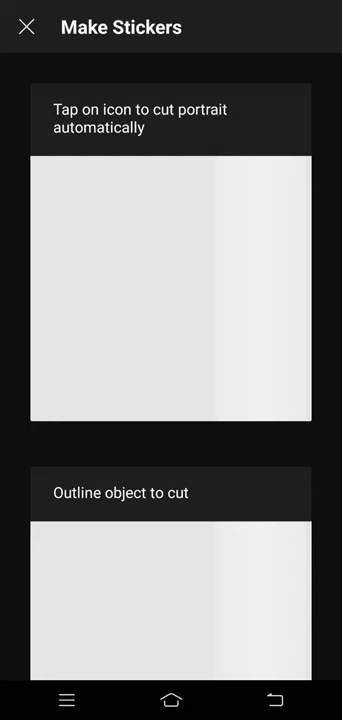 Make Stickers
Tap on icon to cut portrait
automatically
Outline object to cut